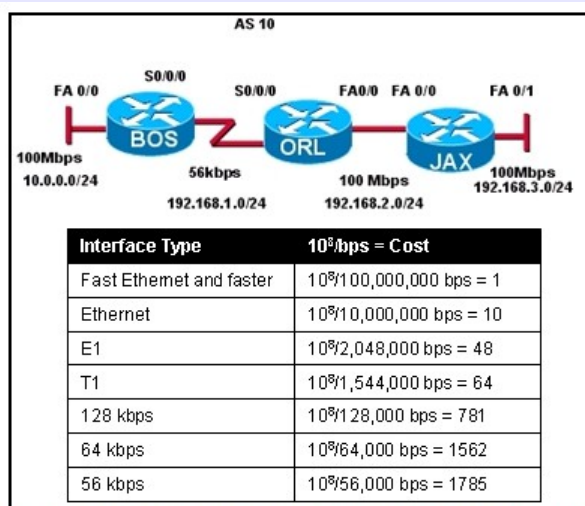 AS 10
S0/0/0 S0/0/0 FA0/0 FA 0/0 FA 0/1
FA 0/0
BOS ORL JAX
100Mbps 56kbps 100 Mbps 100Mbps
10.0.0.0/24 192.168.1.0/24 192.168.2.0/24 192.168.3.0/24
Interface Type 10⁸/bps = Cost
Fast Ethernet and faster 10⁸/100,000,000 bps = 1
Ethernet 10⁸/10,000,000 bps = 10
E1 10⁸/2,048,000 bps = 48
T1 10⁸/1,544,000 bps = 64
128 kbps 10⁸/128,000 bps = 781
64 kbps 10⁸/64,000 bps = 1562
56 kbps 10⁸/56,000 bps = 1785